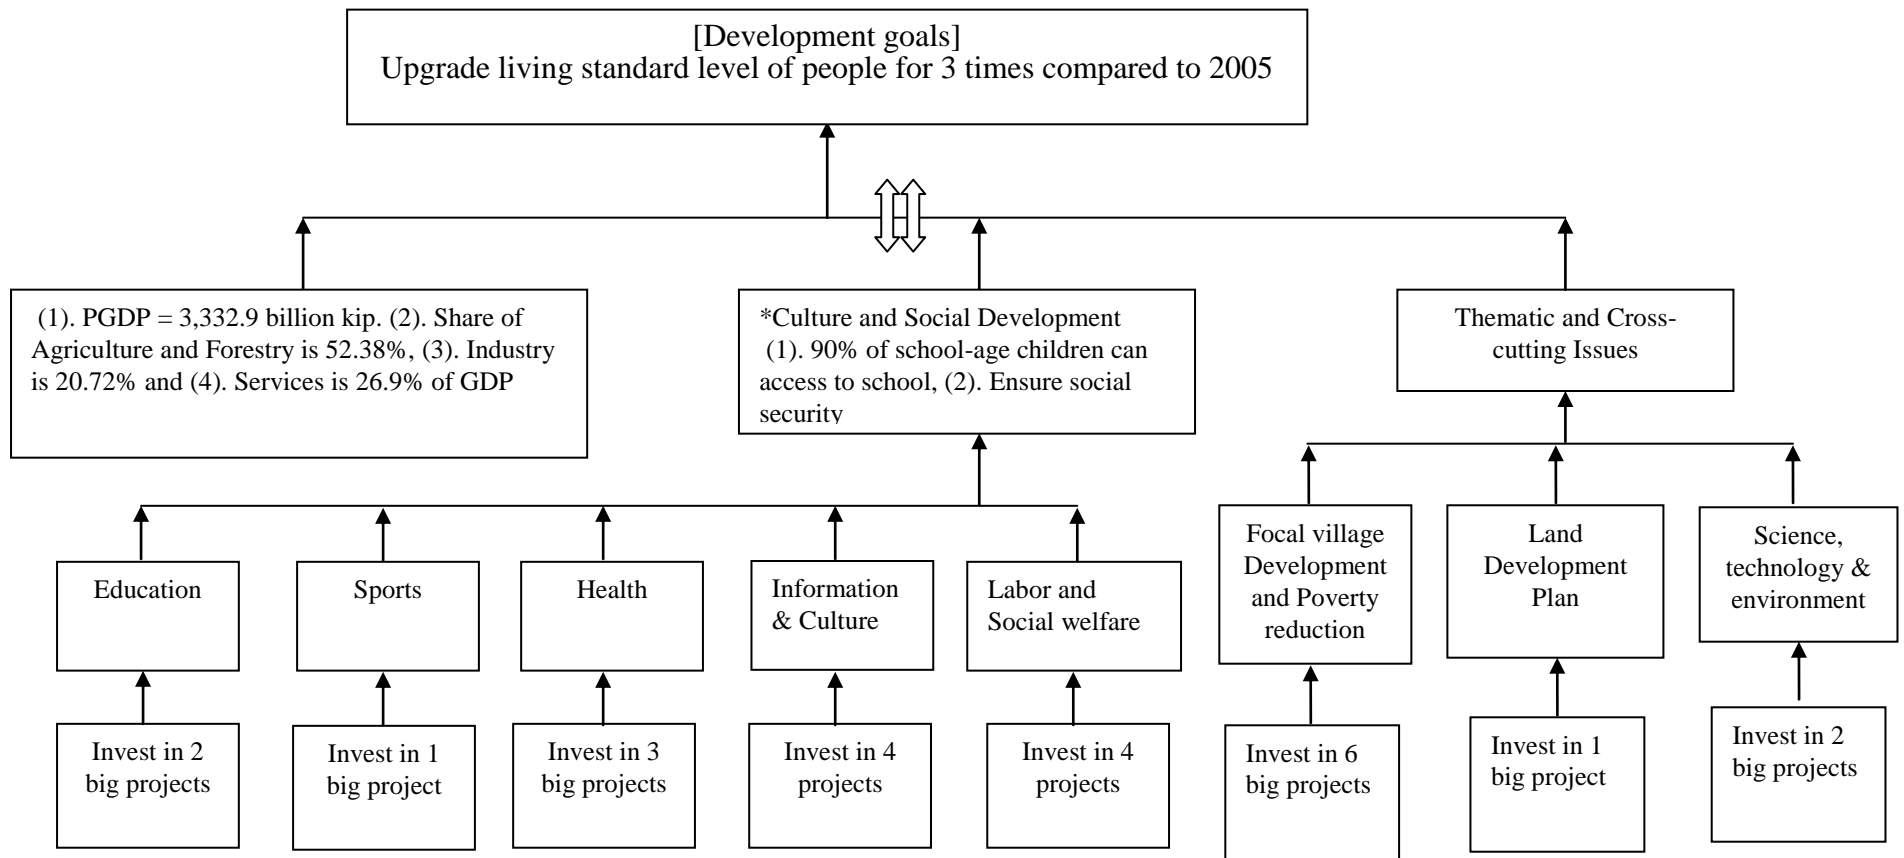 [Development goals]
Upgrade living standard level of people for 3 times compared to 2005
(1). PGDP = 3,332.9 billion kip. (2). Share of
Agriculture and Forestry is 52.38%, (3). Industry
is 20.72% and (4). Services is 26.9% of GDP
*Culture and Social Development
(1). 90% of school-age children can
access to school, (2). Ensure social
security
Thematic and Cross-
cutting Issues
Education
Sports
Health
Information
& Culture
Labor and
Social welfare
Focal village
Development
and Poverty
reduction
Land
Development
Plan
Science,
technology &
environment
Invest in 2
big projects
Invest in 1
big project
Invest in 3
big projects
Invest in 4
projects
Invest in 4
projects
Invest in 6
big projects
Invest in 1
big project
Invest in 2
big projects